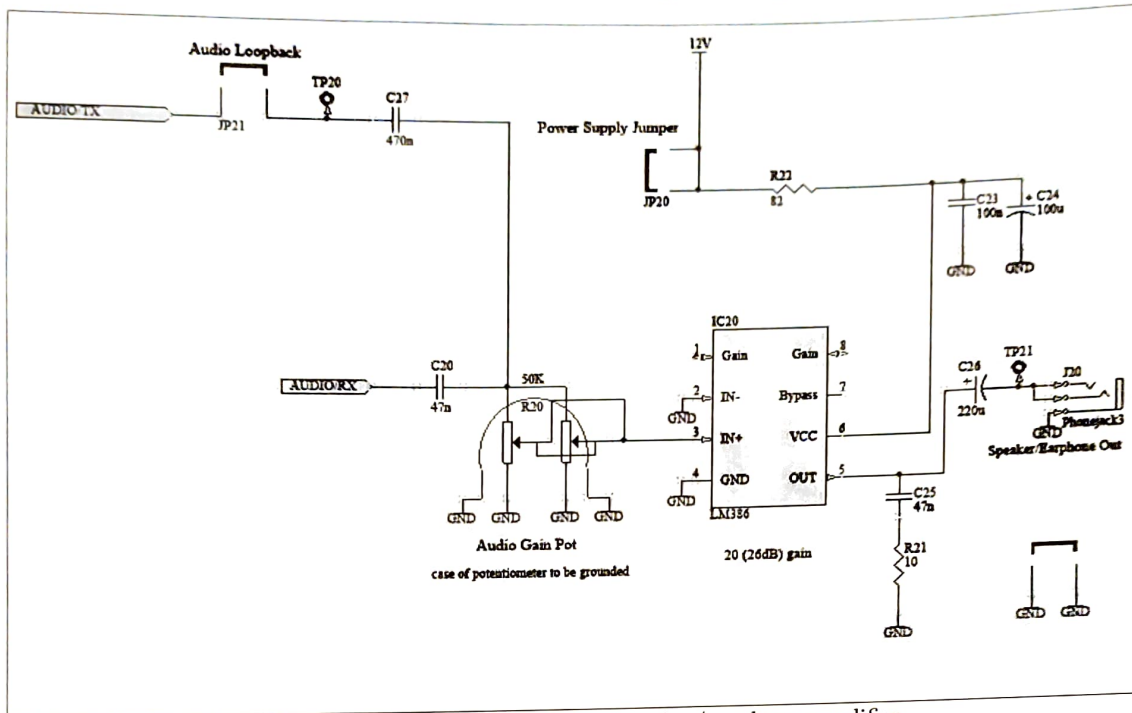 Audio Loopback
12V
TP20
C27
AUDIO TX
JP21
470n
Power Supply Jumper
R22
JP20
82
C23
100n
+
C24
100u
GND
GND
IC20
1
Gain
Gain
8
TP21
C20
C26
+
J20
AUDIO/RX
50K
2
IN-
Bypass
7
47n
R20
GND
220u
Phonejack3
3
IN+
VCC
6
GND
Speaker/Earphone Out
4
GND
OUT
5
GND
C25
47n
GND
GND
GND
GND
LM386
Audio Gain Pot
20 (26dB) gain
R21
10
case of potentiometer to be grounded
GND
GND
GND